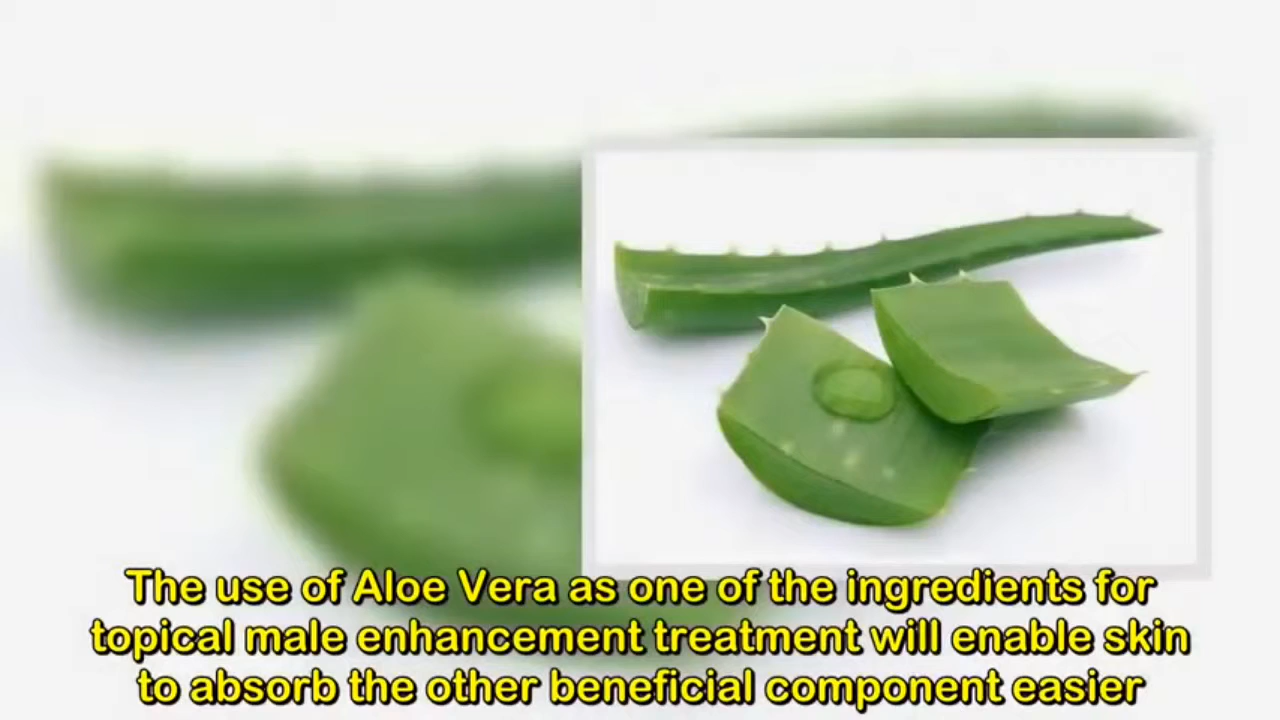 The use of Aloe Vera as one of the ingredients for
topical male enhancement treatment will enable skin
to absorb the other beneficial component easier